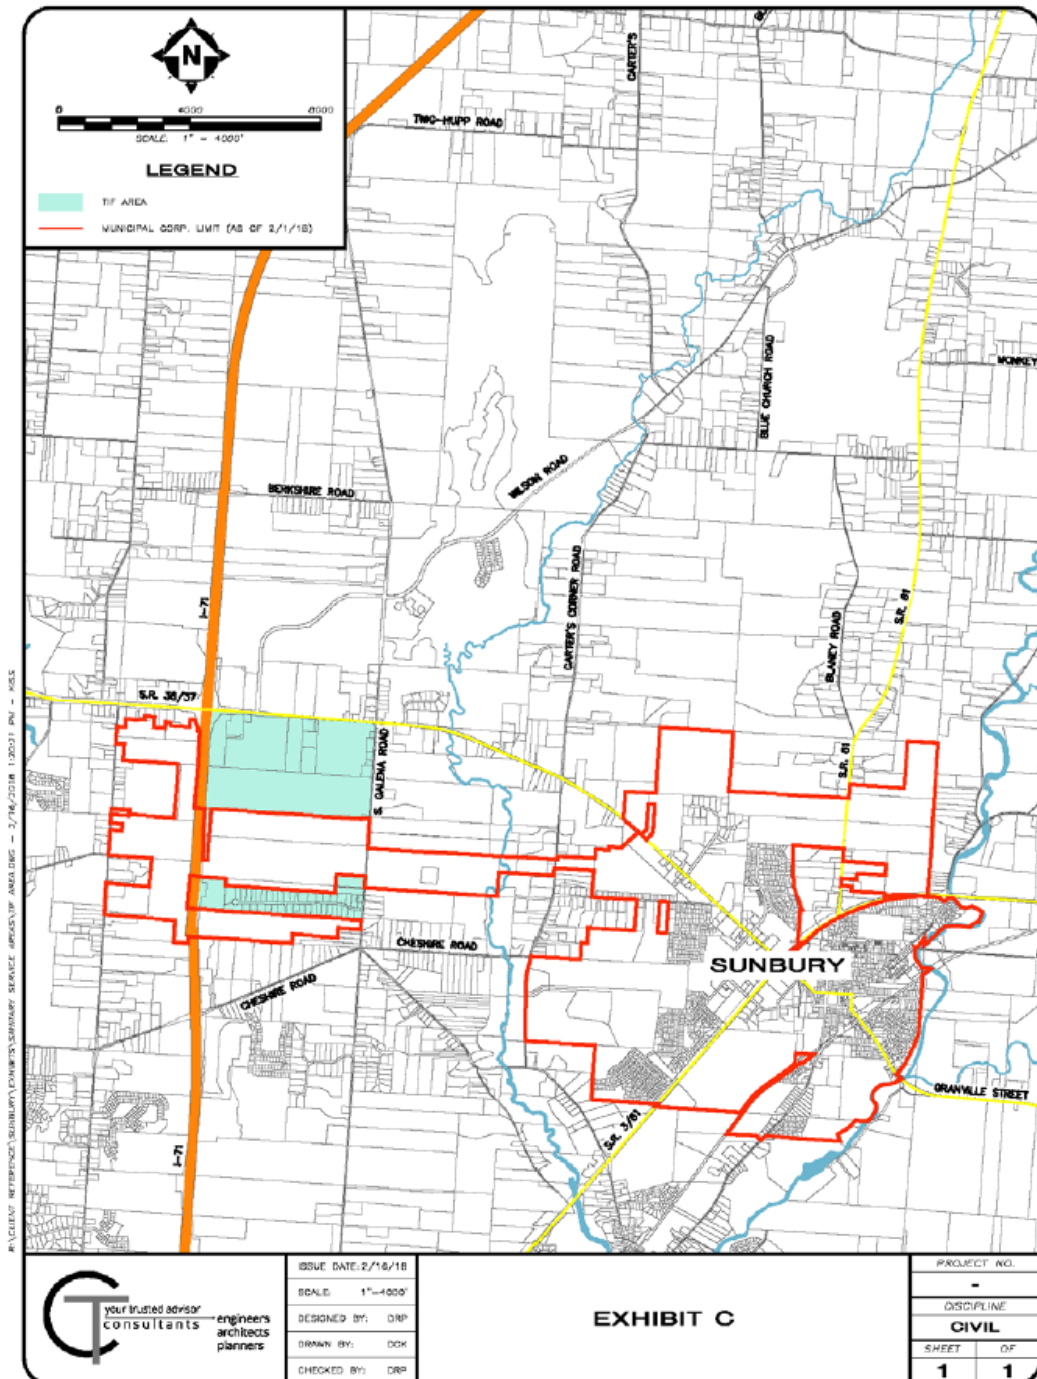 N
0 4000 8000
SCALE: 1" = 4000'
LEGEND
TIF AREA
MUNICIPAL CORP. LIMIT (AS OF 2/1/18)
CARTER'S
TWIG-HUPP ROAD
BLUE CHURCH ROAD
MONKEY
WILSON ROAD
BERKSHIRE ROAD
CARTER'S CORNER ROAD
I-71
BLANEY ROAD
S.R. 61
S.R. 36/37
S. GALENA ROAD
S.R. 61
CHESHIRE ROAD
SUNBURY
CHESHIRE ROAD
GRANVILLE STREET
S.R. 3/61
I-71
your trusted advisor
consultants
engineers
architects
planners
ISSUE DATE: 2/16/18
SCALE: 1"=4000'
DESIGNED BY: DRP
DRAWN BY: DCK
CHECKED BY: DRP
EXHIBIT C
PROJECT NO.
-
DISCIPLINE
CIVIL
SHEET OF
1 1